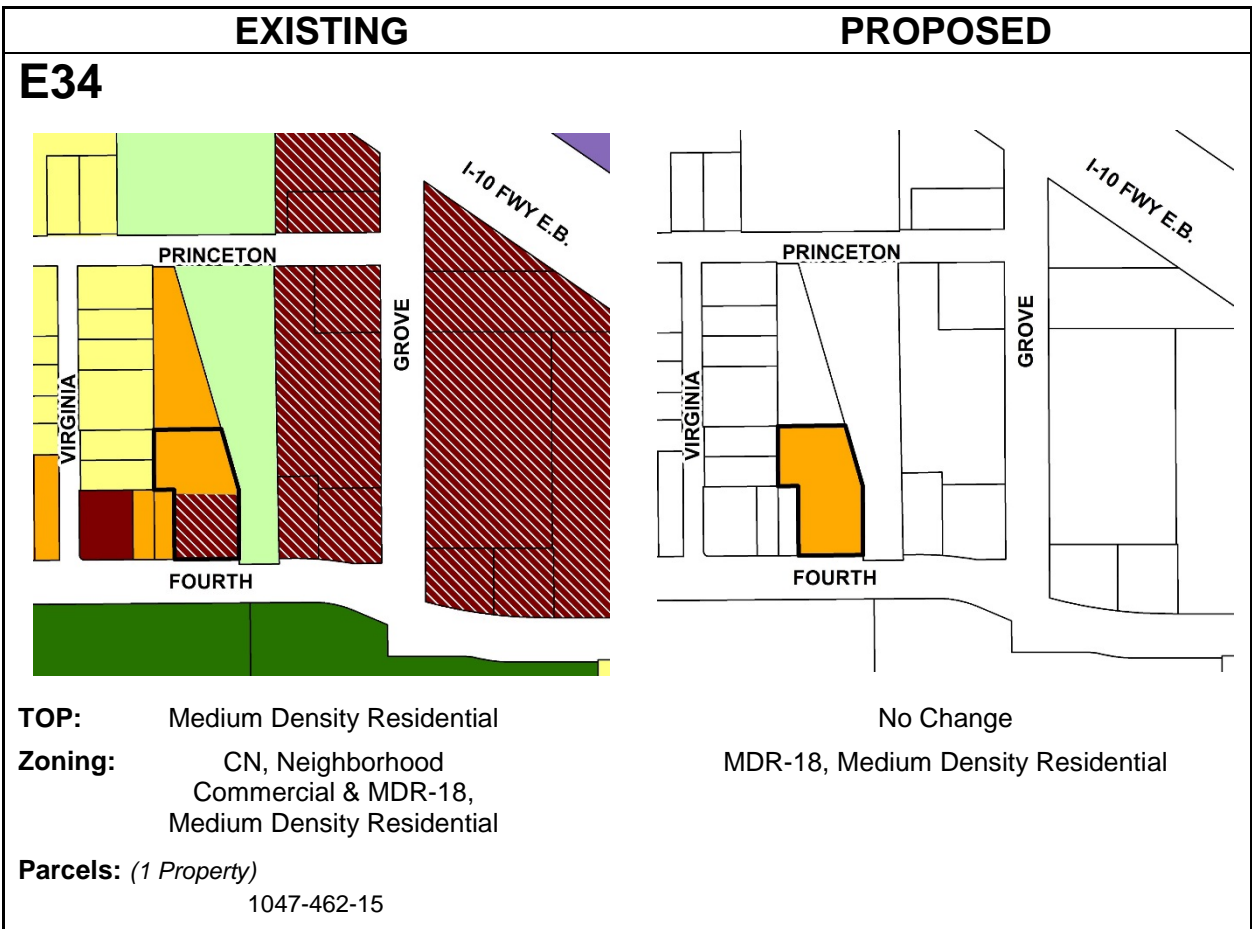 EXISTING
PROPOSED
E34
I-10 FWY E.B.
PRINCETON
GROVE
VIRGINIA
FOURTH
I-10 FWY E.B.
PRINCETON
GROVE
VIRGINIA
FOURTH
TOP: Medium Density Residential
No Change
Zoning: CN, Neighborhood
Commercial & MDR-18,
Medium Density Residential
MDR-18, Medium Density Residential
Parcels: (1 Property)
1047-462-15